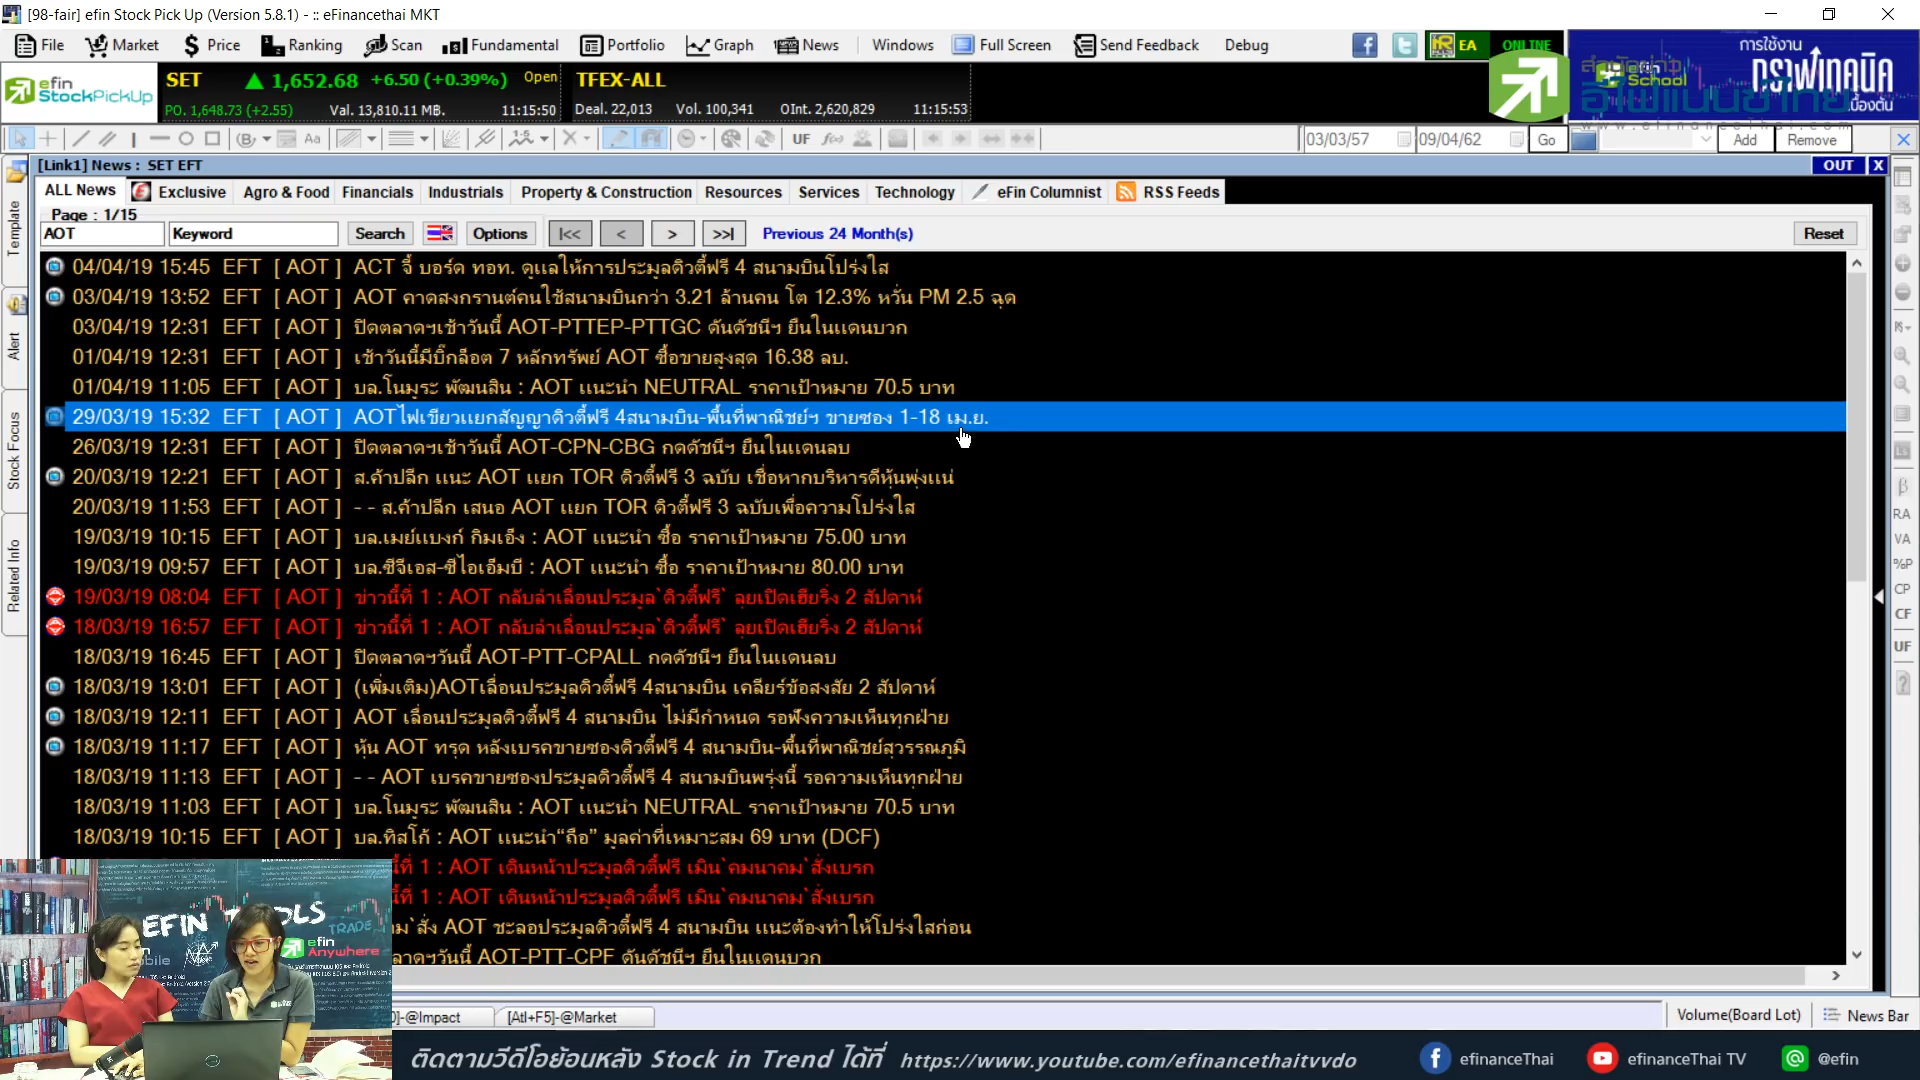 [98-fair] efin Stock Pick Up (Version 5.8.1) - :: eFinancethai MKT
File Market Price Ranking Scan Fundamental Portfolio Graph News Windows Full Screen Send Feedback Debug EA ONLINE
efin StockPickUp
SET 1,652.68 +6.50 (+0.39%) Open
PO. 1,648.73 (+2.55) Val. 13,810.11 MB. 11:15:50
TFEX-ALL
Deal. 22,013 Vol. 100,341 OInt. 2,620,829 11:15:53
การใช้งาน
efin School กราฟเทคนิค
เบื้องต้น
UF f(x) 03/03/57 09/04/62 Go Add Remove
[Link1] News : SET EFT OUT X
ALL News Exclusive Agro & Food Financials Industrials Property & Construction Resources Services Technology eFin Columnist RSS Feeds
Page : 1/15
AOT Keyword Search Options |<< < > >>| Previous 24 Month(s) Reset
04/04/19 15:45 EFT [ AOT ] ACT จี้ บอร์ด ทอท. ดูแลให้การประมูลดิวตี้ฟรี 4 สนามบินโปร่งใส
03/04/19 13:52 EFT [ AOT ] AOT คาดสงกรานต์คนใช้สนามบินกว่า 3.21 ล้านคน โต 12.3% หวั่น PM 2.5 ฉุด
03/04/19 12:31 EFT [ AOT ] ปิดตลาดฯเช้าวันนี้ AOT-PTTEP-PTTGC ดันดัชนีฯ ยืนในแดนบวก
01/04/19 12:31 EFT [ AOT ] เช้าวันนี้มีบิ๊กล็อต 7 หลักทรัพย์ AOT ซื้อขายสูงสุด 16.38 ลบ.
01/04/19 11:05 EFT [ AOT ] บล.โนมูระ พัฒนสิน : AOT แนะนำ NEUTRAL ราคาเป้าหมาย 70.5 บาท
29/03/19 15:32 EFT [ AOT ] AOTไฟเขียวแยกสัญญาดิวตี้ฟรี 4สนามบิน-พื้นที่พาณิชย์ฯ ขายซอง 1-18 เม.ย.
26/03/19 12:31 EFT [ AOT ] ปิดตลาดฯเช้าวันนี้ AOT-CPN-CBG กดดัชนีฯ ยืนในแดนลบ
20/03/19 12:21 EFT [ AOT ] ส.ค้าปลีก แนะ AOT แยก TOR ดิวตี้ฟรี 3 ฉบับ เชื่อหากบริหารดีหุ้นพุ่งแน่
20/03/19 11:53 EFT [ AOT ] - - ส.ค้าปลีก เสนอ AOT แยก TOR ดิวตี้ฟรี 3 ฉบับเพื่อความโปร่งใส
19/03/19 10:15 EFT [ AOT ] บล.เมย์แบงก์ กิมเอ็ง : AOT แนะนำ ซื้อ ราคาเป้าหมาย 75.00 บาท
19/03/19 09:57 EFT [ AOT ] บล.ซีจีเอส-ซีไอเอ็มบี : AOT แนะนำ ซื้อ ราคาเป้าหมาย 80.00 บาท
19/03/19 08:04 EFT [ AOT ] ข่าวนี้ที่ 1 : AOT กลับลำเลื่อนประมูล`ดิวตี้ฟรี` ลุยเปิดเฮียริ่ง 2 สัปดาห์
18/03/19 16:57 EFT [ AOT ] ข่าวนี้ที่ 1 : AOT กลับลำเลื่อนประมูล`ดิวตี้ฟรี` ลุยเปิดเฮียริ่ง 2 สัปดาห์
18/03/19 16:45 EFT [ AOT ] ปิดตลาดฯวันนี้ AOT-PTT-CPALL กดดัชนีฯ ยืนในแดนลบ
18/03/19 13:01 EFT [ AOT ] (เพิ่มเติม)AOTเลื่อนประมูลดิวตี้ฟรี 4สนามบิน เคลียร์ข้อสงสัย 2 สัปดาห์
18/03/19 12:11 EFT [ AOT ] AOT เลื่อนประมูลดิวตี้ฟรี 4 สนามบิน ไม่มีกำหนด รอฟังความเห็นทุกฝ่าย
18/03/19 11:17 EFT [ AOT ] หุ้น AOT ทรุด หลังเบรคขายซองดิวตี้ฟรี 4 สนามบิน-พื้นที่พาณิชย์สุวรรณภูมิ
18/03/19 11:13 EFT [ AOT ] - - AOT เบรคขายซองประมูลดิวตี้ฟรี 4 สนามบินพรุ่งนี้ รอความเห็นทุกฝ่าย
18/03/19 11:03 EFT [ AOT ] บล.โนมูระ พัฒนสิน : AOT แนะนำ NEUTRAL ราคาเป้าหมาย 70.5 บาท
18/03/19 10:15 EFT [ AOT ] บล.ทิสโก้ : AOT แนะนำ“ถือ” มูลค่าที่เหมาะสม 69 บาท (DCF)
นี้ที่ 1 : AOT เดินหน้าประมูลดิวตี้ฟรี เมิน`คมนาคม`สั่งเบรก
นี้ที่ 1 : AOT เดินหน้าประมูลดิวตี้ฟรี เมิน`คมนาคม`สั่งเบรก
ม`สั่ง AOT ชะลอประมูลดิวตี้ฟรี 4 สนามบิน แนะต้องทำให้โปร่งใสก่อน
ลาดฯวันนี้ AOT-PTT-CPF ดันดัชนีฯ ยืนในแดนบวก
Template
Alert
Stock Focus
Related Info
RA
VA
%P
CP
CF
UF
EFIN T OLS
TRADE
efin Anywhere
]-@Impact [Atl+F5]-@Market Volume(Board Lot) News Bar
ติดตามวีดีโอย้อนหลัง Stock in Trend ได้ที่ https://www.youtube.com/efinancethaitvvdo efinanceThai efinanceThai TV @efin